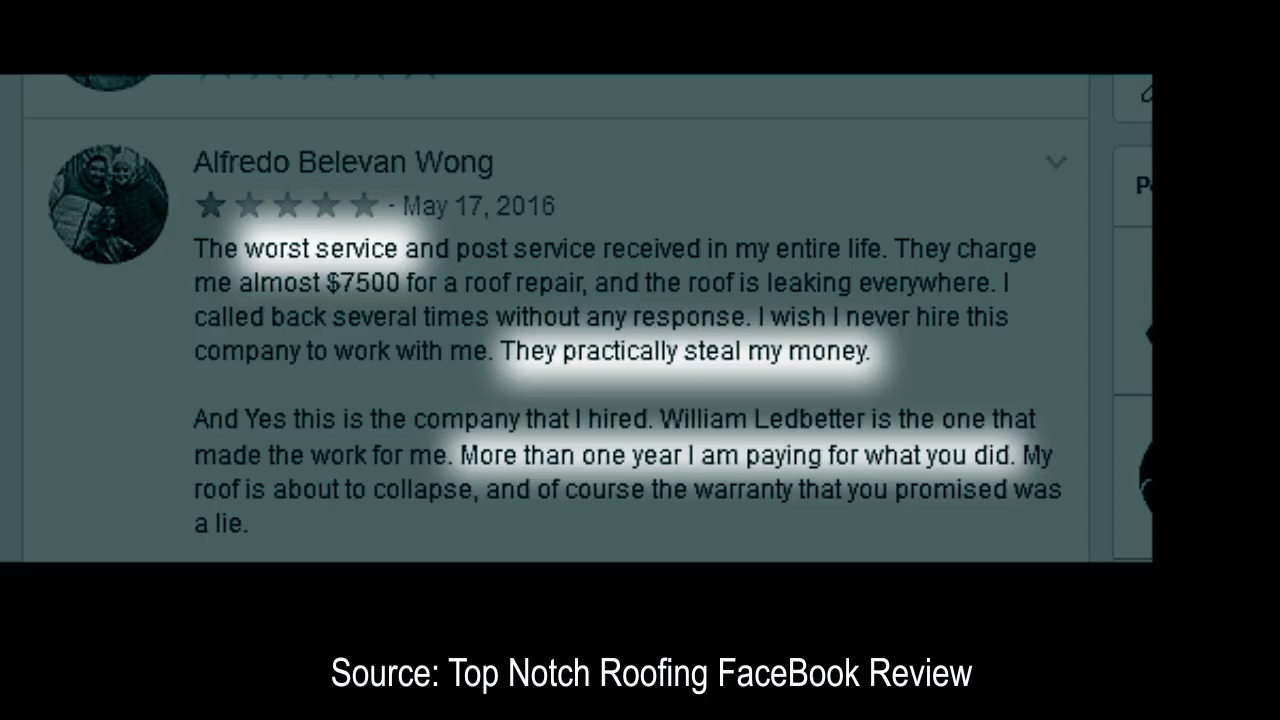 Alfredo Belevan Wong
· May 17, 2016
The worst service and post service received in my entire life. They charge
me almost $7500 for a roof repair, and the roof is leaking everywhere. I
called back several times without any response. I wish I never hire this
company to work with me. They practically steal my money.
And Yes this is the company that I hired. William Ledbetter is the one that
made the work for me. More than one year I am paying for what you did. My
roof is about to collapse, and of course the warranty that you promised was
a lie.
Source: Top Notch Roofing FaceBook Review